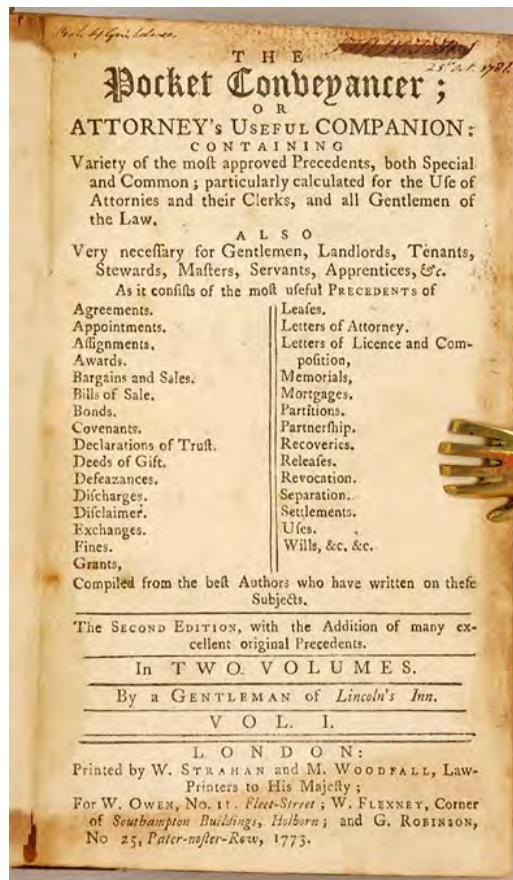 25th Oct. 1781.
THE
Pocket Conveyancer;
OR
ATTORNEY's USEFUL COMPANION:
CONTAINING
Variety of the moſt approved Precedents, both Special
and Common; particularly calculated for the Uſe of
Attornies and their Clerks, and all Gentlemen of
the Law.
ALSO
Very neceſſary for Gentlemen, Landlords, Tenants,
Stewards, Maſters, Servants, Apprentices, &c.
As it conſiſts of the moſt uſeful PRECEDENTS of
Agreements.
Appointments.
Aſſignments.
Awards.
Bargains and Sales.
Bills of Sale.
Bonds.
Covenants.
Declarations of Truſt.
Deeds of Gift.
Defeazances.
Diſcharges.
Diſclaimer.
Exchanges.
Fines.
Grants,
Leaſes.
Letters of Attorney.
Letters of Licence and Com-
poſition,
Memorials,
Mortgages.
Partitions.
Partnerſhip.
Recoveries.
Releaſes.
Revocation.
Separation.
Settlements.
Uſes.
Wills, &c. &c.
Compiled from the beſt Authors who have written on theſe
Subjects.
The SECOND EDITION, with the Addition of many ex-
cellent original Precedents.
In TWO VOLUMES.
By a GENTLEMAN of Lincoln's Inn.
VOL. I.
LONDON:
Printed by W. STRAHAN and M. WOODFALL, Law-
Printers to His Majeſty;
For W. OWEN, No. 11. Fleet-Street; W. FLEXNEY, Corner
of Southampton Buildings, Holborn; and G. ROBINSON,
No 25, Pater-noſter-Row, 1773.